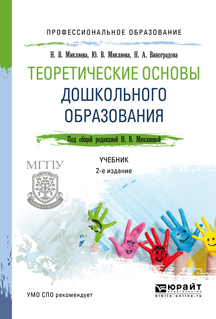 ПРОФЕССИОНАЛЬНОЕ ОБРАЗОВАНИЕ
Н. В. Микляева, Ю. В. Микляева, Н. А. Виноградова
ТЕОРЕТИЧЕСКИЕ ОСНОВЫ
ДОШКОЛЬНОГО
ОБРАЗОВАНИЯ
Под общей редакцией Н. В. Микляевой
УЧЕБНИК
2-е издание
МГПУ
УМО СПО рекомендует
юрайт
ИЗДАТЕЛЬСТВО
biblio-online.ru